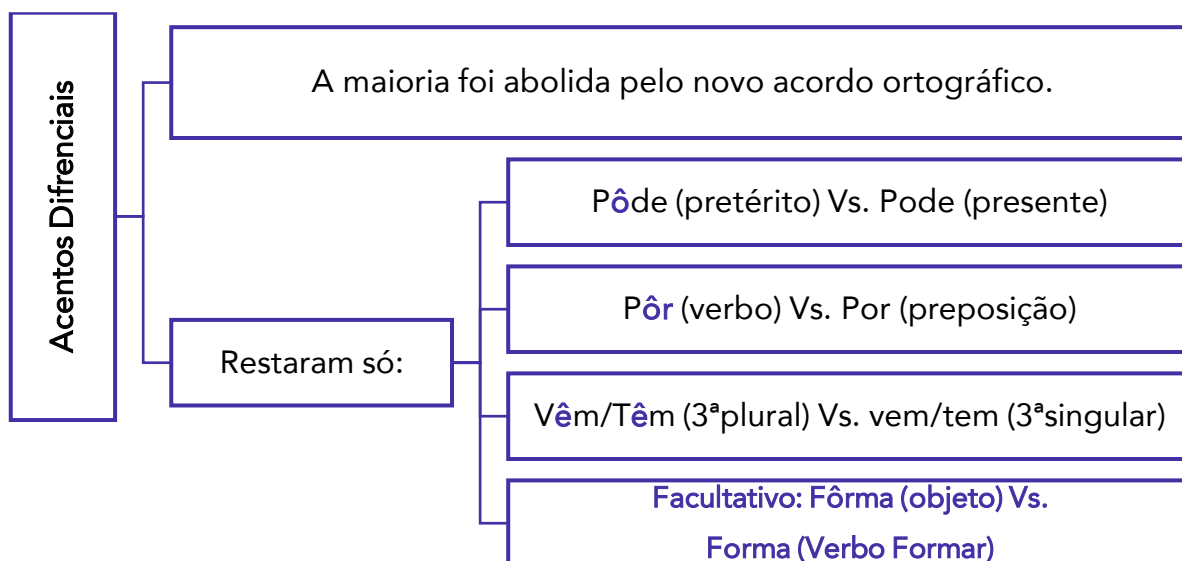 Acentos Difrenciais
A maioria foi abolida pelo novo acordo ortográfico.
Restaram só:
Pôde (pretérito) Vs. Pode (presente)
Pôr (verbo) Vs. Por (preposição)
Vêm/Têm (3ªplural) Vs. vem/tem (3ªsingular)
Facultativo: Fôrma (objeto) Vs.
Forma (Verbo Formar)